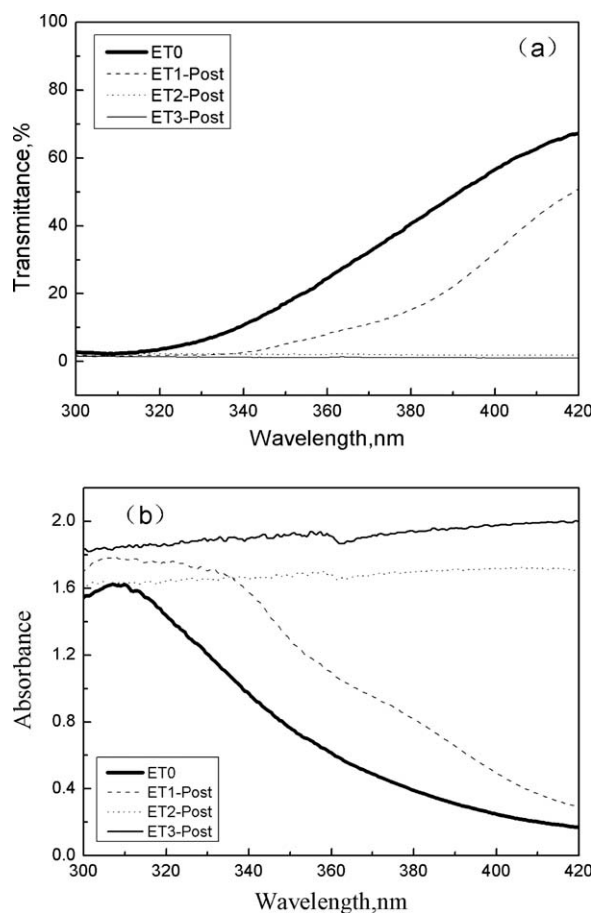 100
80
60
40
20
0
Transmittance,%
ET0
ET1-Post
ET2-Post
ET3-Post
（a）
300 320 340 360 380 400 420
Wavelength,nm
2.0
1.6
1.2
0.8
0.4
0.0
Absorbance
（b）
ET0
ET1-Post
ET2-Post
ET3-Post
300 320 340 360 380 400 420
Wavelength,nm